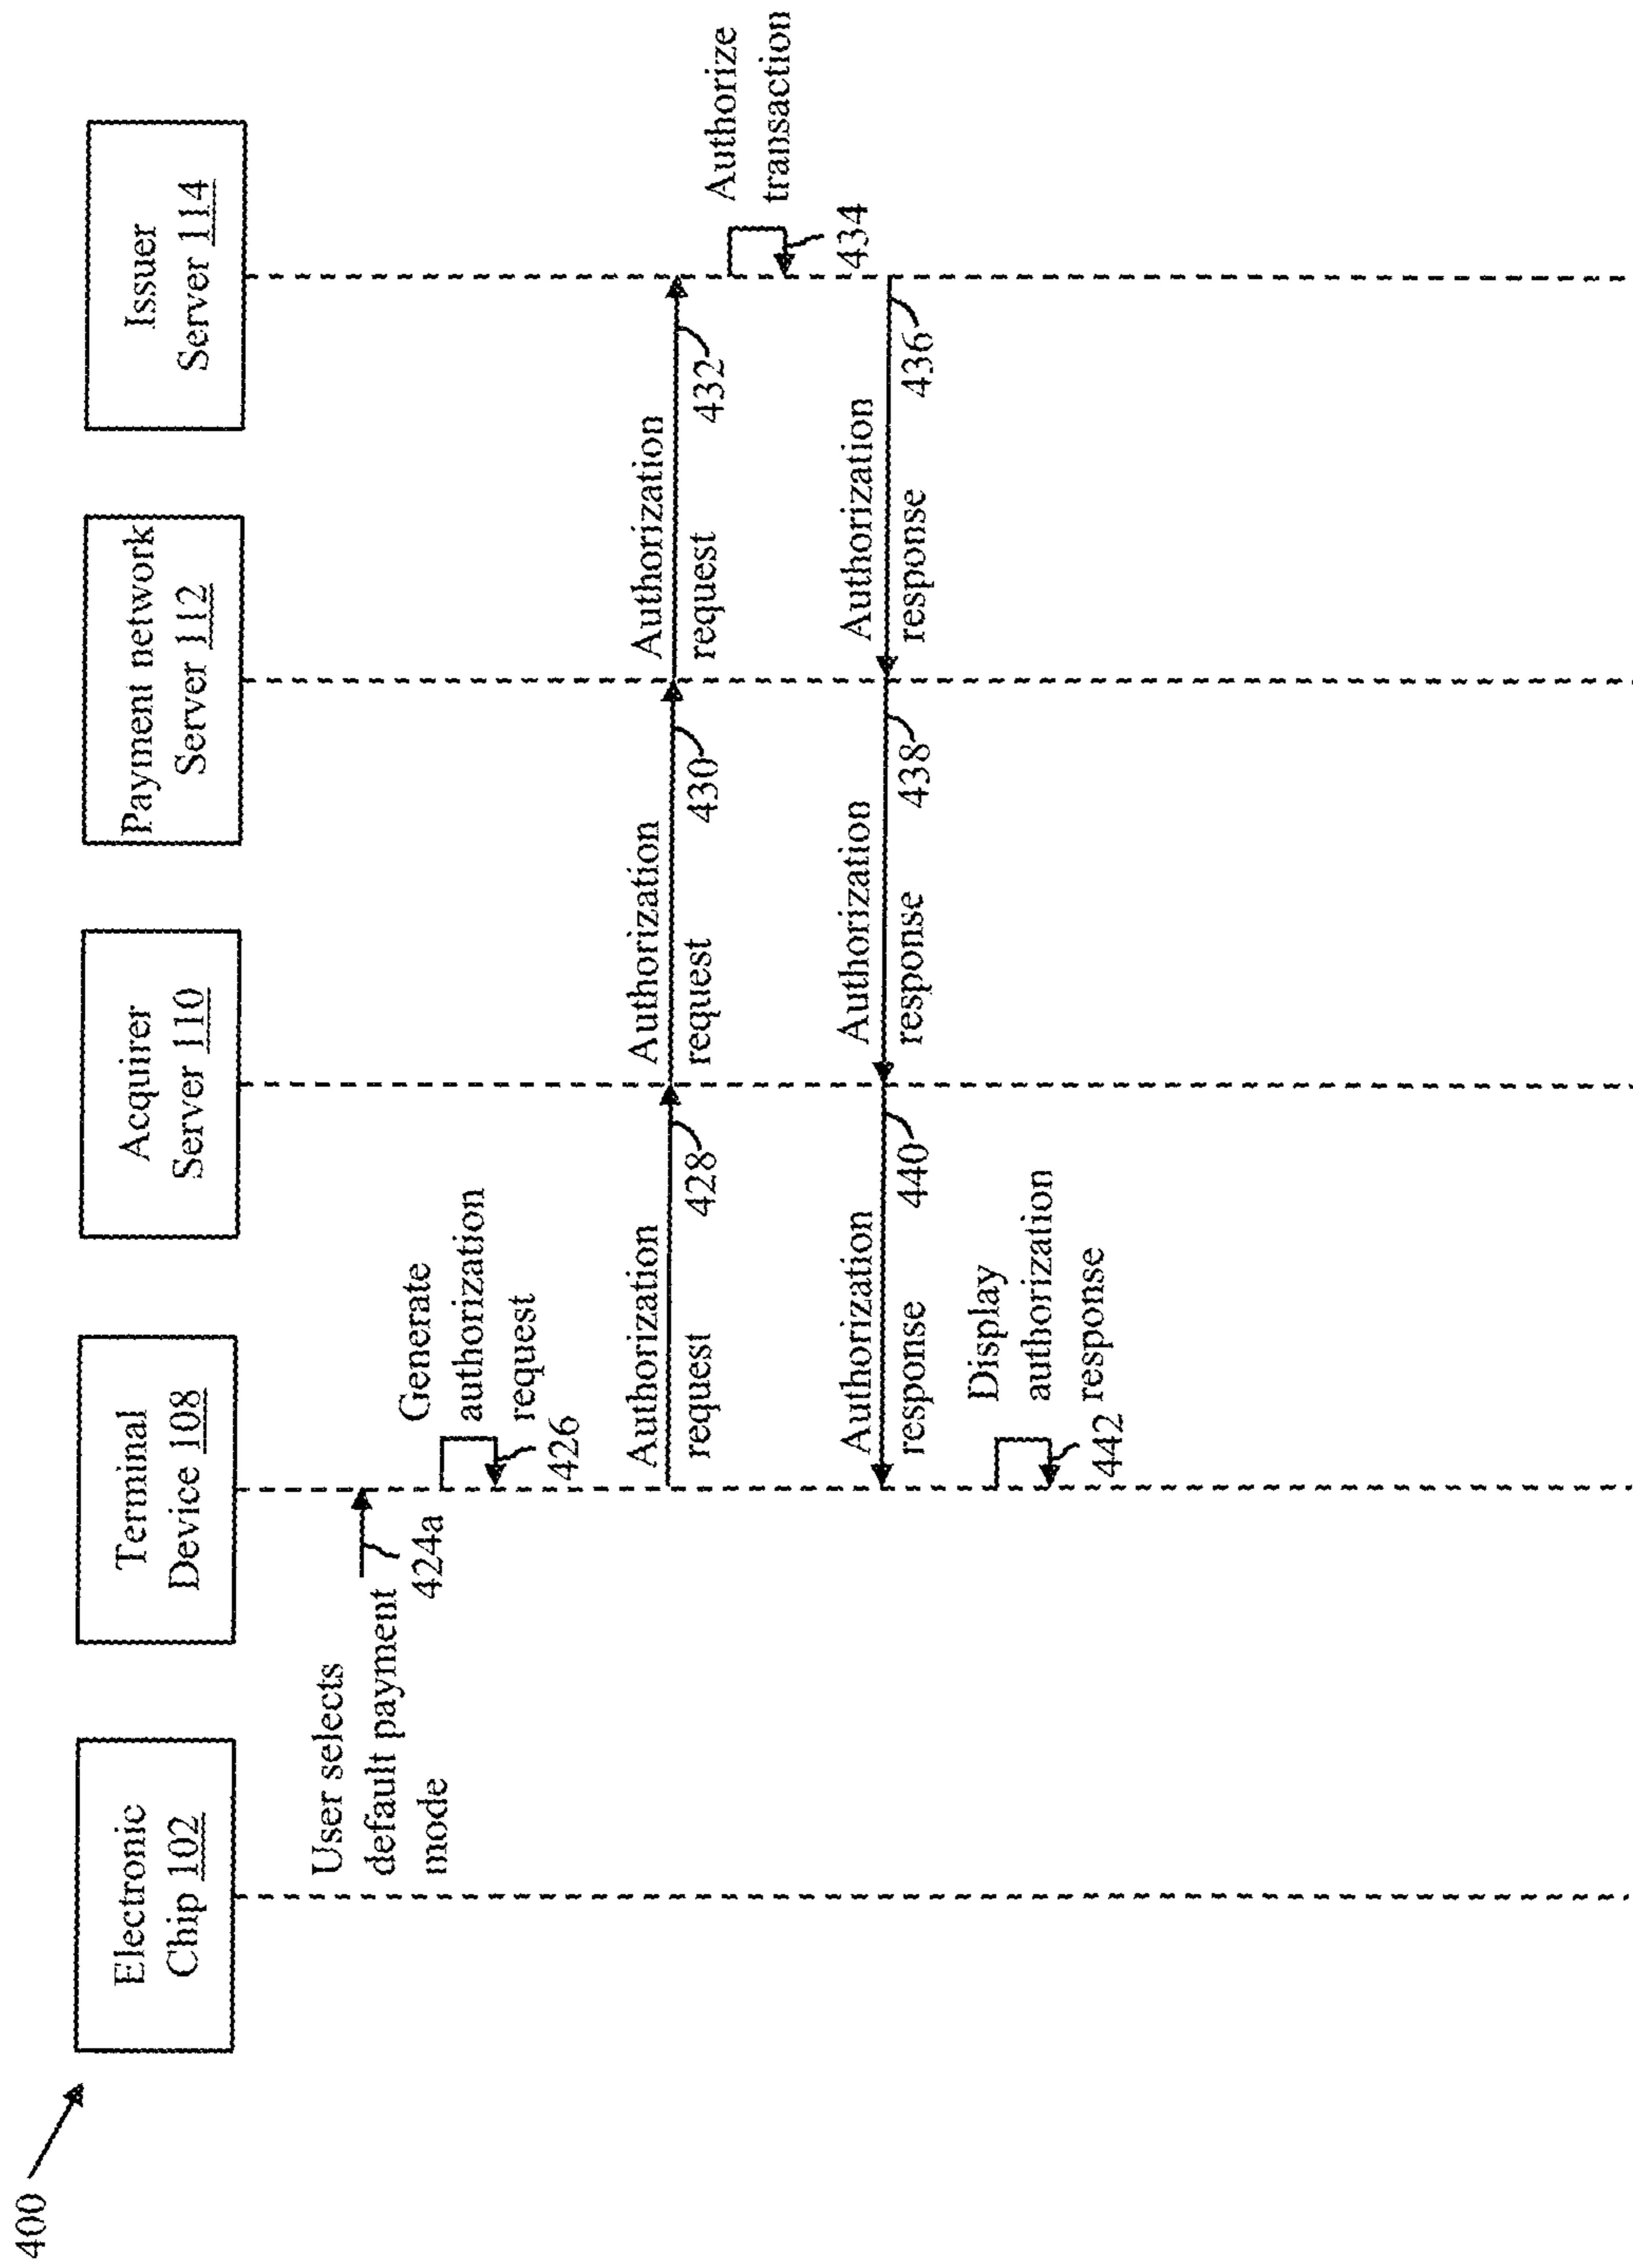 400
Electronic
Chip 102
Terminal
Device 108
Acquirer
Server 110
Payment network
Server 112
Issuer
Server 114
User selects
default payment
mode
424a
Generate
authorization
request
426
Authorization
request
428
Authorization
request
430
Authorization
request
432
Authorize
transaction
434
Authorization
response
436
Authorization
response
438
Authorization
response
440
Display
authorization
response
442